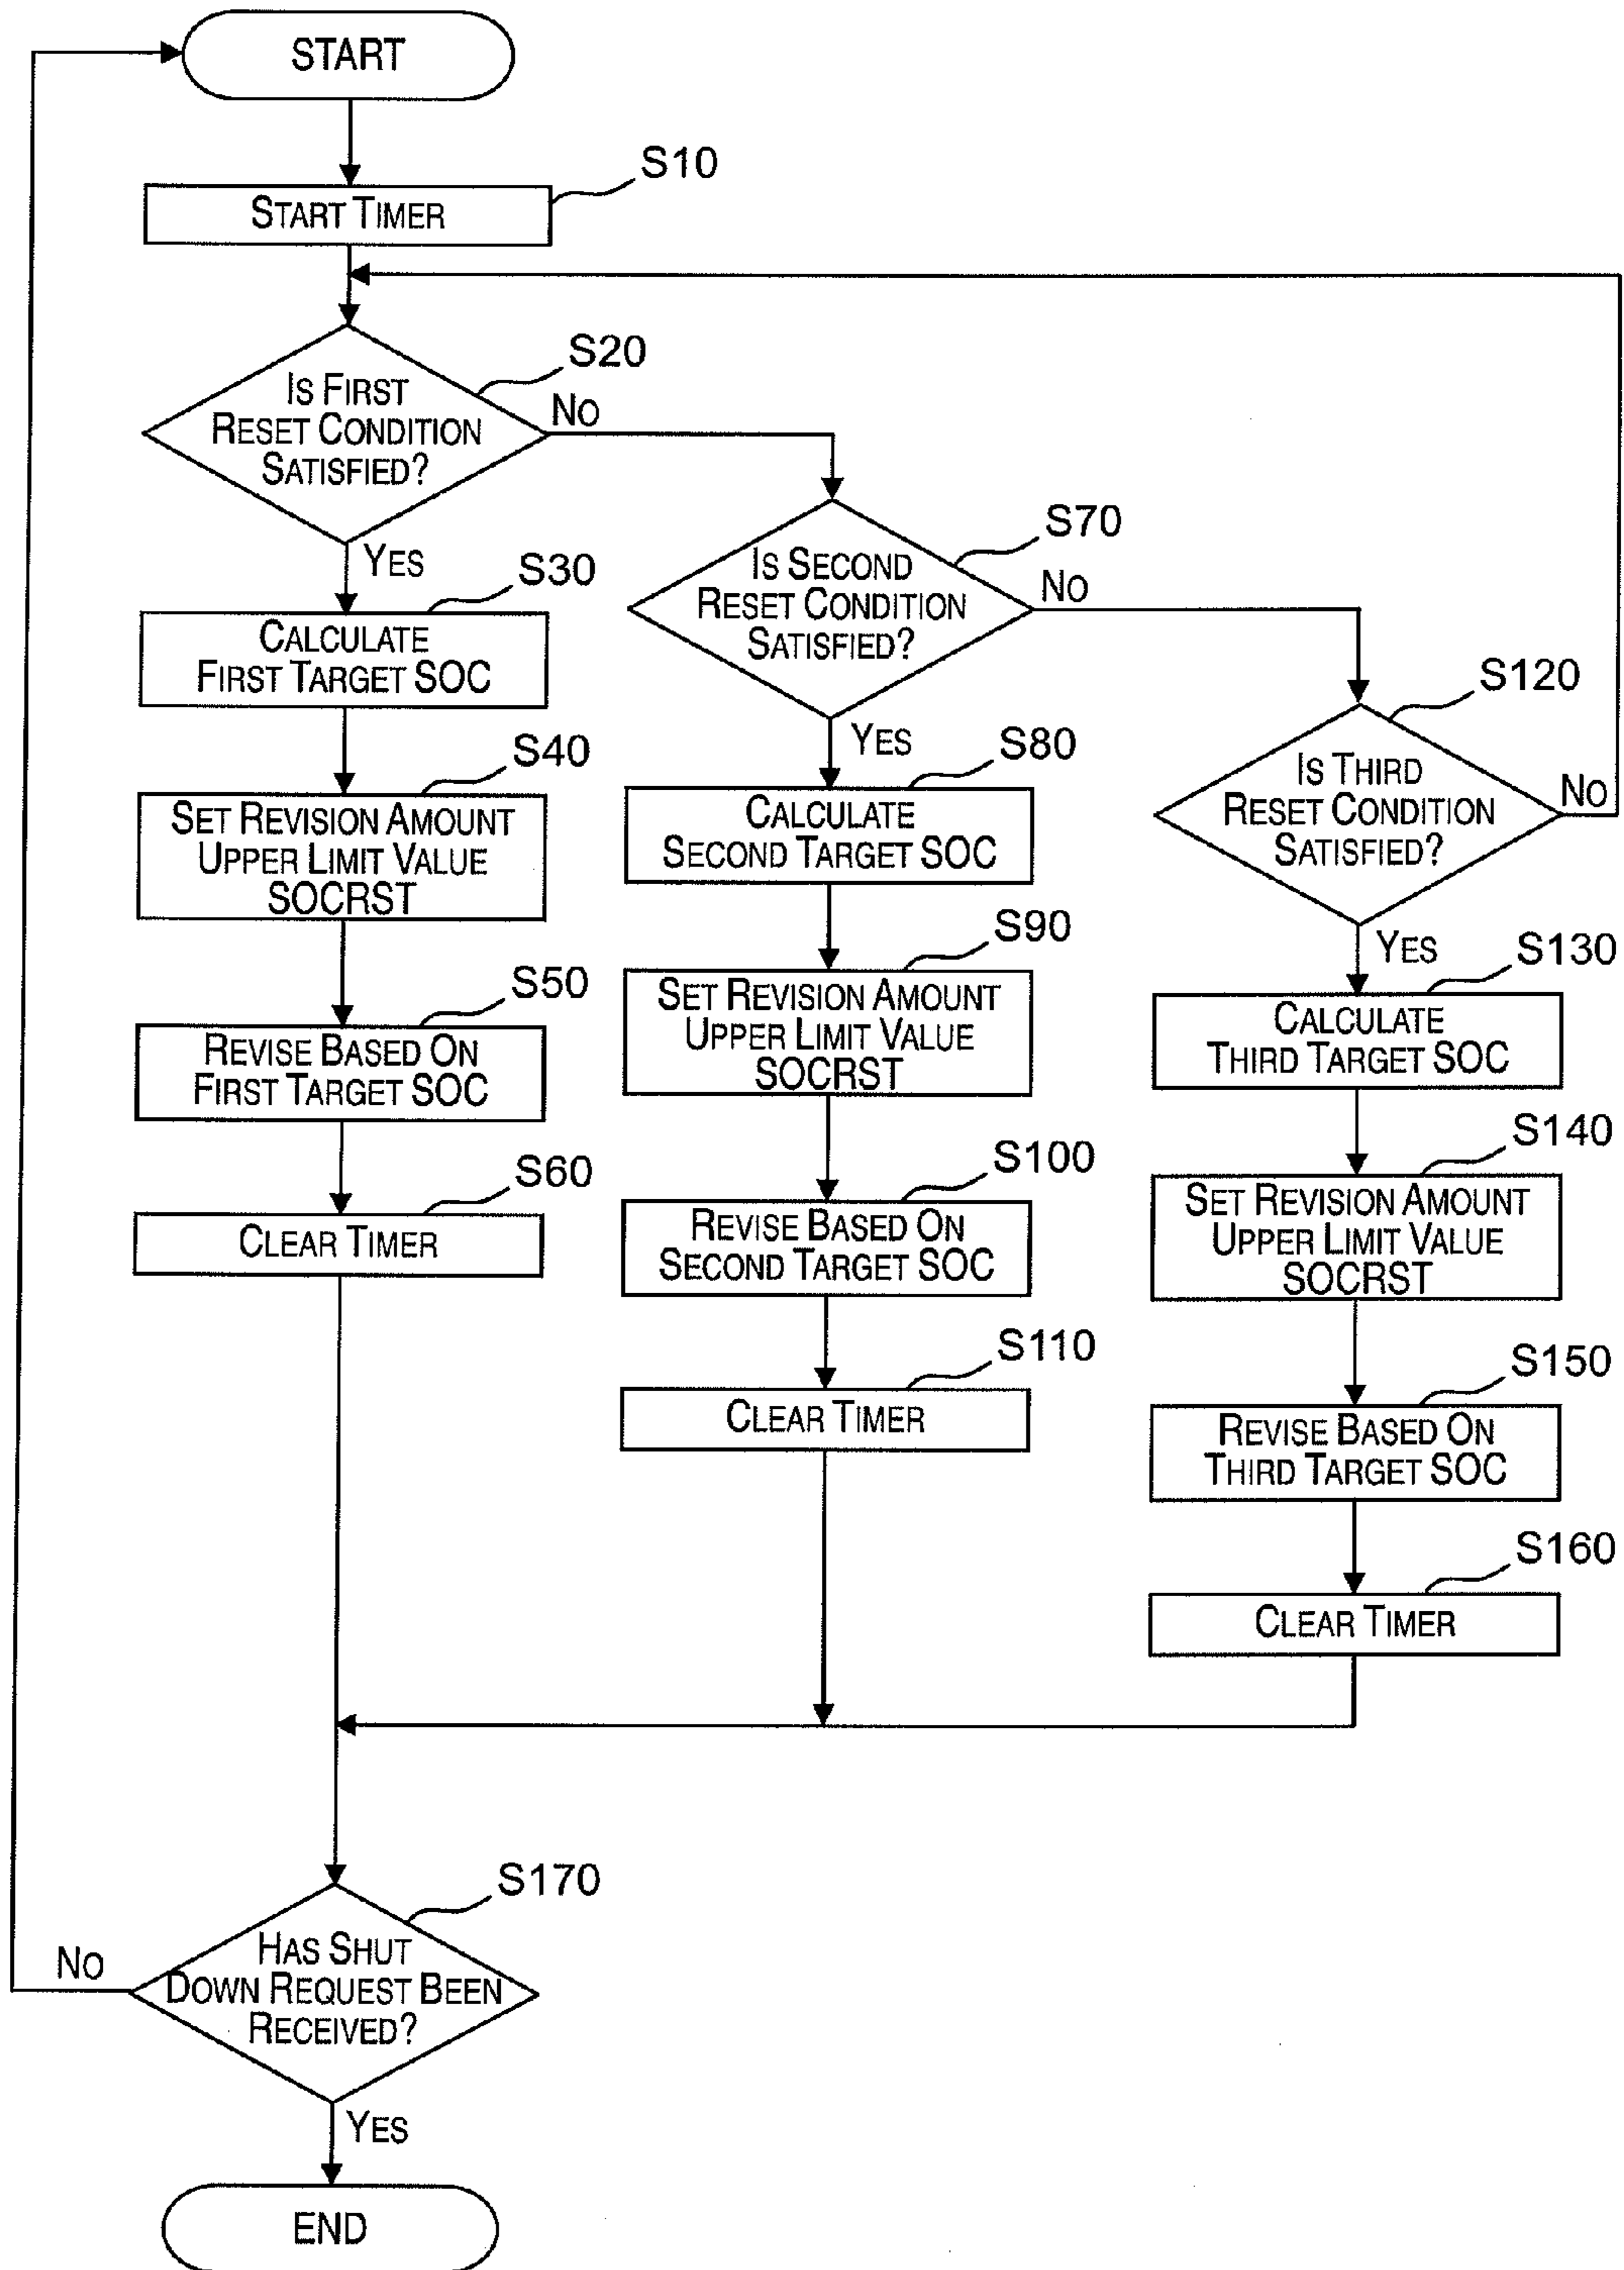 START
S10
START TIMER
S20
IS FIRST
RESET CONDITION
SATISFIED?
NO
YES
S30
CALCULATE
FIRST TARGET SOC
S40
SET REVISION AMOUNT
UPPER LIMIT VALUE
SOCRST
S50
REVISE BASED ON
FIRST TARGET SOC
S60
CLEAR TIMER
S70
IS SECOND
RESET CONDITION
SATISFIED?
NO
YES
S80
CALCULATE
SECOND TARGET SOC
S90
SET REVISION AMOUNT
UPPER LIMIT VALUE
SOCRST
S100
REVISE BASED ON
SECOND TARGET SOC
S110
CLEAR TIMER
S120
IS THIRD
RESET CONDITION
SATISFIED?
NO
YES
S130
CALCULATE
THIRD TARGET SOC
S140
SET REVISION AMOUNT
UPPER LIMIT VALUE
SOCRST
S150
REVISE BASED ON
THIRD TARGET SOC
S160
CLEAR TIMER
S170
HAS SHUT
DOWN REQUEST BEEN
RECEIVED?
NO
YES
END